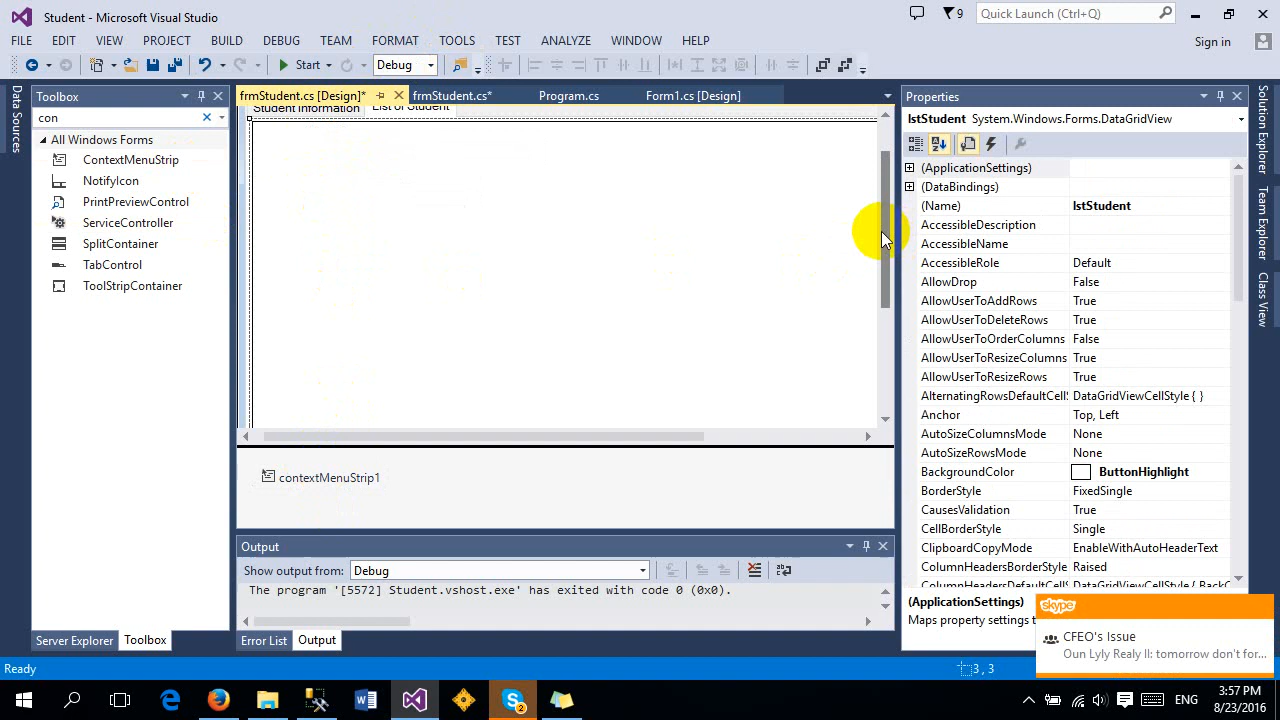 Student - Microsoft Visual Studio
9
Quick Launch (Ctrl+Q)
FILE EDIT VIEW PROJECT BUILD DEBUG TEAM FORMAT TOOLS TEST ANALYZE WINDOW HELP
Sign in
Start
Debug
Data Sources
Toolbox
con
All Windows Forms
ContextMenuStrip
NotifyIcon
PrintPreviewControl
ServiceController
SplitContainer
TabControl
ToolStripContainer
Server Explorer
Toolbox
frmStudent.cs [Design]*
frmStudent.cs*
Program.cs
Form1.cs [Design]
Student Information
List of Student
contextMenuStrip1
Output
Show output from: Debug
The program '[5572] Student.vshost.exe' has exited with code 0 (0x0).
Error List
Output
Properties
lstStudent System.Windows.Forms.DataGridView
(ApplicationSettings)
(DataBindings)
(Name) lstStudent
AccessibleDescription
AccessibleName
AccessibleRole Default
AllowDrop False
AllowUserToAddRows True
AllowUserToDeleteRows True
AllowUserToOrderColumns False
AllowUserToResizeColumns True
AllowUserToResizeRows True
AlternatingRowsDefaultCellS DataGridViewCellStyle { }
Anchor Top, Left
AutoSizeColumnsMode None
AutoSizeRowsMode None
BackgroundColor ButtonHighlight
BorderStyle FixedSingle
CausesValidation True
CellBorderStyle Single
ClipboardCopyMode EnableWithAutoHeaderText
ColumnHeadersBorderStyle Raised
ColumnHeadersDefaultCellS DataGridViewCellStyle { BackC
(ApplicationSettings)
Maps property settings t
Solution Explorer
Team Explorer
Class View
skype
CFEO's Issue
Oun Lyly Realy II: tomorrow don't for...
Ready
3, 3
2
ENG
3:57 PM
8/23/2016